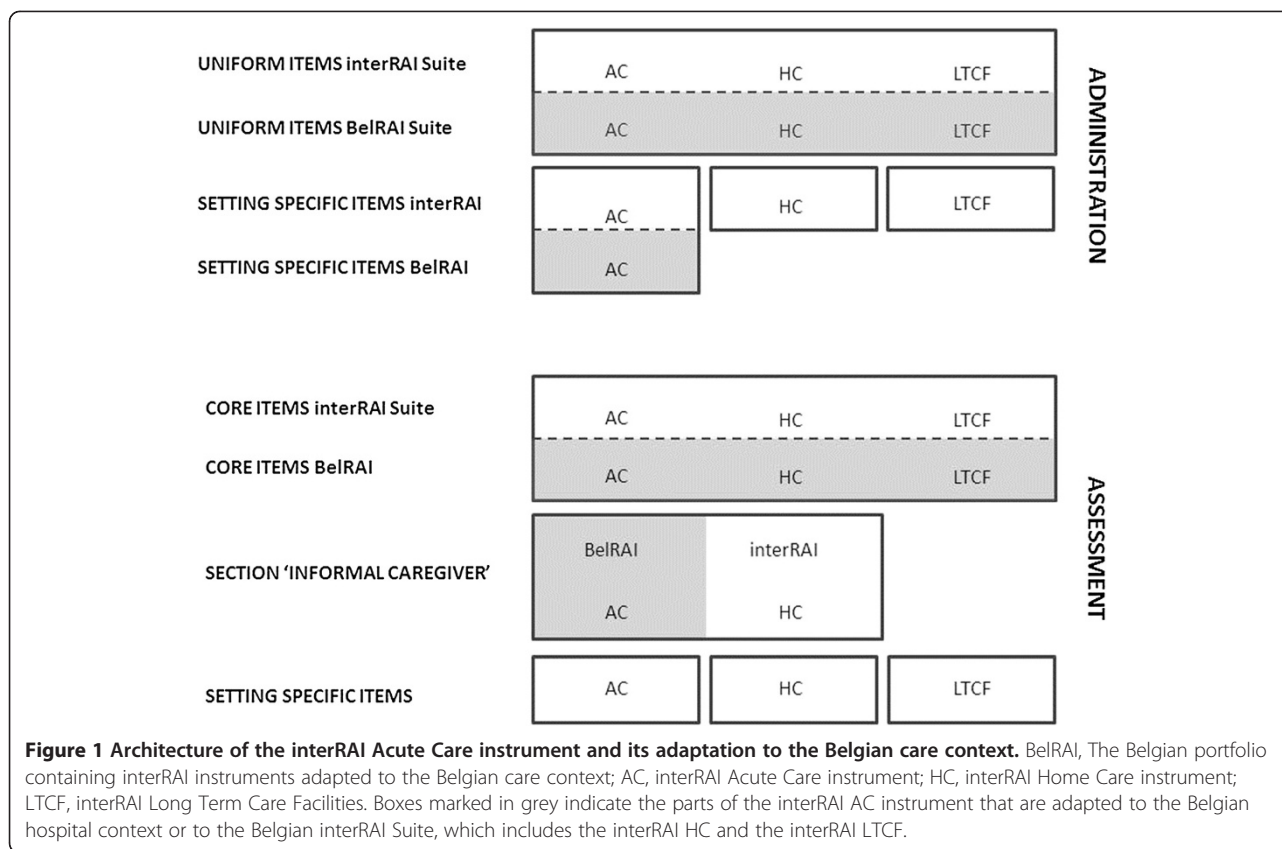 UNIFORM ITEMS interRAI Suite AC HC LTCF
UNIFORM ITEMS BelRAI Suite AC HC LTCF
SETTING SPECIFIC ITEMS interRAI AC HC LTCF
SETTING SPECIFIC ITEMS BelRAI AC
ADMINISTRATION
CORE ITEMS interRAI Suite AC HC LTCF
CORE ITEMS BelRAI AC HC LTCF
BelRAI interRAI
SECTION ‘INFORMAL CAREGIVER’
AC HC
SETTING SPECIFIC ITEMS AC HC LTCF
ASSESSMENT
Figure 1 Architecture of the interRAI Acute Care instrument and its adaptation to the Belgian care context. BelRAI, The Belgian portfolio
containing interRAI instruments adapted to the Belgian care context; AC, interRAI Acute Care instrument; HC, interRAI Home Care instrument;
LTCF, interRAI Long Term Care Facilities. Boxes marked in grey indicate the parts of the interRAI AC instrument that are adapted to the Belgian
hospital context or to the Belgian interRAI Suite, which includes the interRAI HC and the interRAI LTCF.